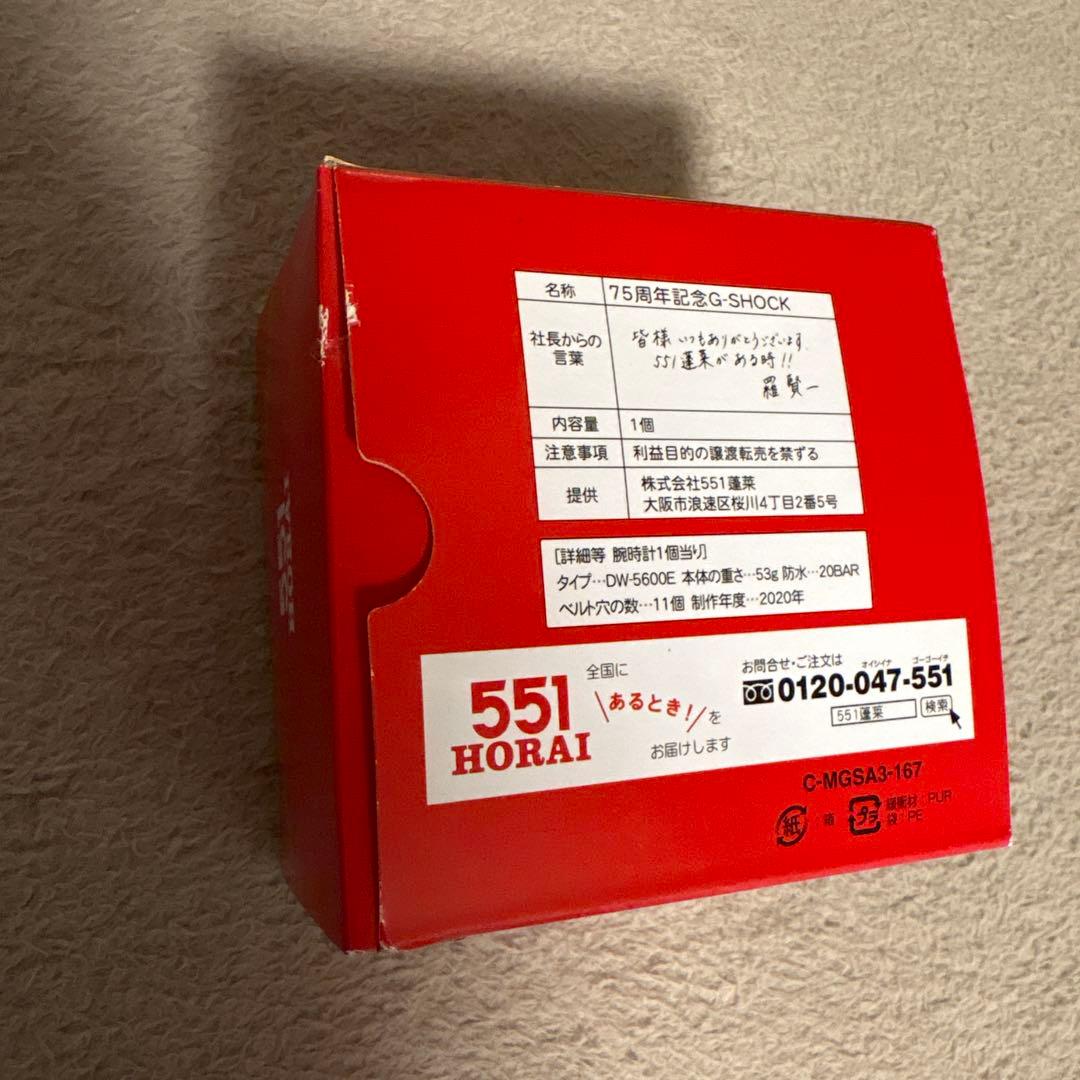 名称 75周年記念G-SHOCK
社長からの言葉
皆様 いつもありがとうございます.
551蓬莱が ある時!!
羅 賢一
内容量 1個
注意事項 利益目的の譲渡転売を禁ずる
提供 株式会社551蓬莱
大阪市浪速区桜川4丁目2番5号
[詳細等 腕時計1個当り]
タイプ…DW-5600E 本体の重さ…53g 防水…20BAR
ベルト穴の数…11個 制作年度…2020年
551
HORAI
全国に
\あるとき!/を
お届けします
お問合せ・ご注文は
オイシイナ ゴーゴーイチ
0120-047-551
551蓬莱 検索
C-MGSA3-167
紙 :箱
プラ 緩衝材:PUR
袋:PE